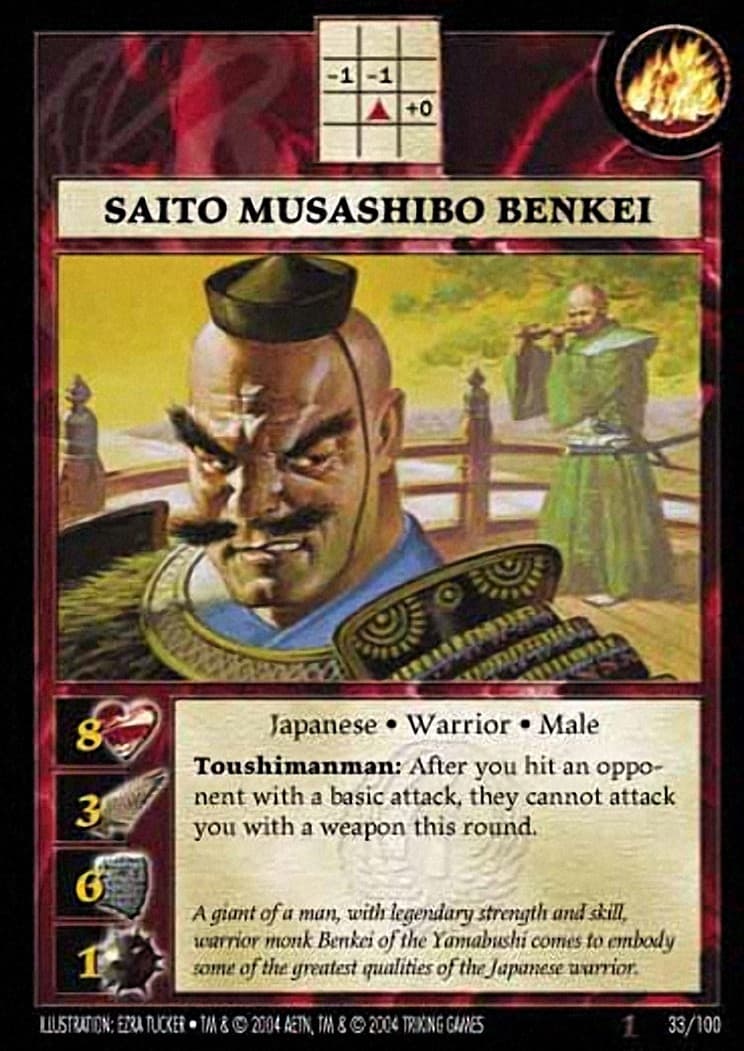 -1 -1
+0
SAITO MUSASHIBO BENKEI
8
3
6
1
Japanese • Warrior • Male
Toushimanman: After you hit an oppo-
nent with a basic attack, they cannot attack
you with a weapon this round.
A giant of a man, with legendary strength and skill,
warrior monk Benkei of the Yamabushi comes to embody
some of the greatest qualities of the Japanese warrior.
ILLUSTRATION: EZRA TUCKER • TM & © 2004 AETN, TM & © 2004 TRIKING GAMES
1 33/100